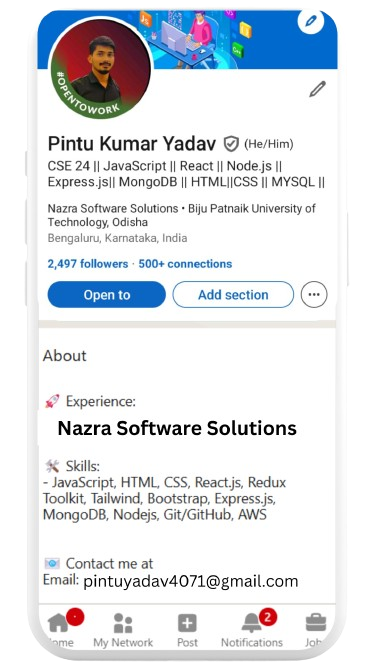 #OPENTOWORK
Pintu Kumar Yadav (He/Him)
CSE 24 || JavaScript || React || Node.js ||
Express.js|| MongoDB || HTML||CSS || MYSQL ||
Nazra Software Solutions • Biju Patnaik University of
Technology, Odisha
Bengaluru, Karnataka, India
2,497 followers · 500+ connections
Open to
Add section
About
🚀 Experience:
Nazra Software Solutions
🛠 Skills:
- JavaScript, HTML, CSS, React.js, Redux
Toolkit, Tailwind, Bootstrap, Express.js,
MongoDB, Nodejs, Git/GitHub, AWS
📧 Contact me at
Email: pintuyadav4071@gmail.com
2
ome My Network Post Notifications Job